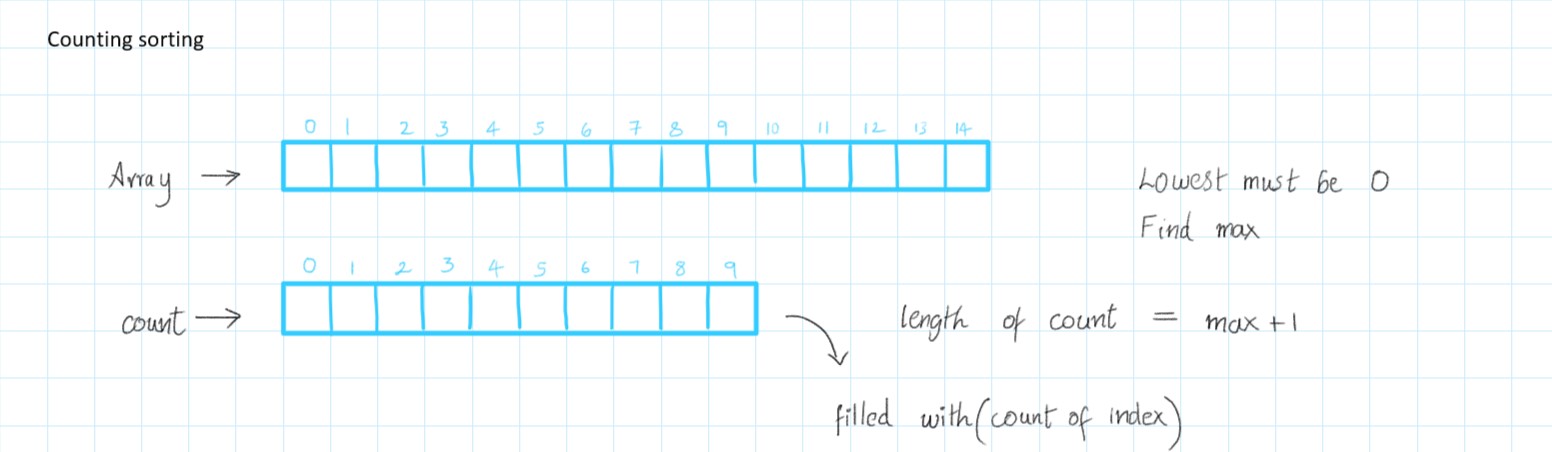 Counting sorting
0 1 2 3 4 5 6 7 8 9 10 11 12 13 14
Array →
Lowest must be 0
Find max
0 1 2 3 4 5 6 7 8 9
count →
length of count = max +1
filled with (count of index)